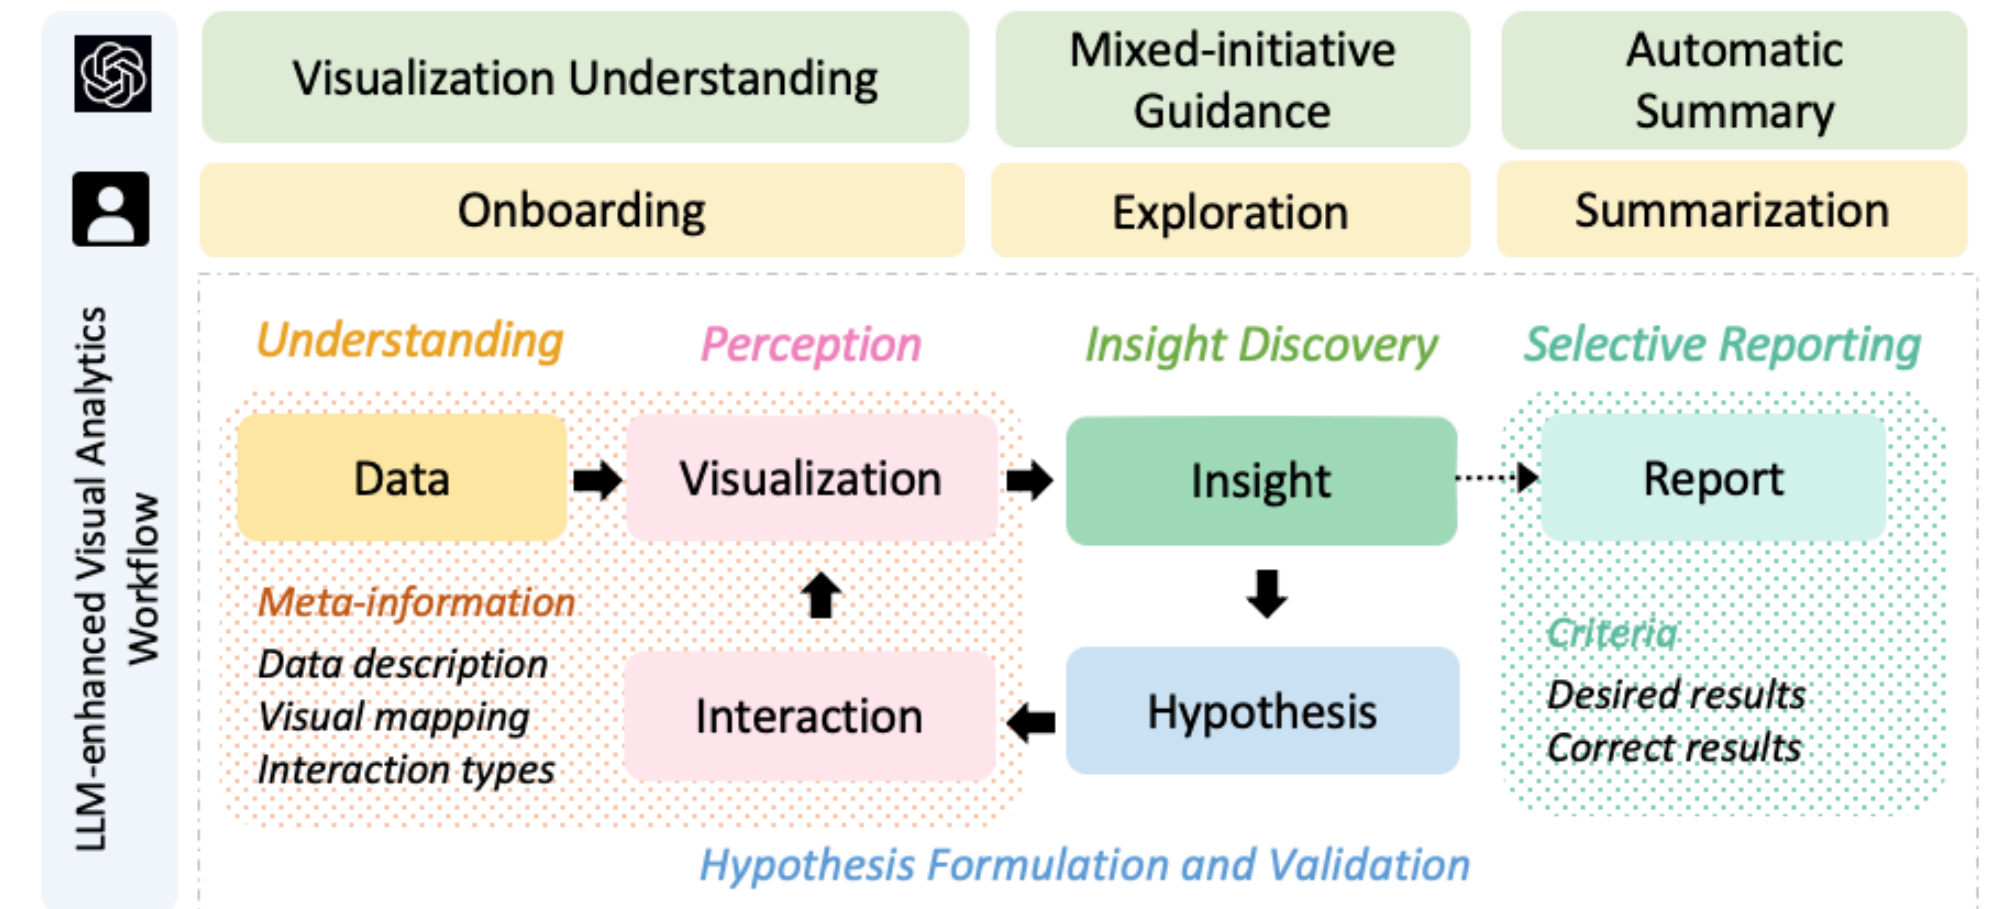 Visualization Understanding
Mixed-initiative
Guidance
Automatic
Summary
Onboarding
Exploration
Summarization
LLM-enhanced Visual Analytics
Workflow
Understanding
Perception
Insight Discovery
Selective Reporting
Data
Visualization
Insight
Report
Meta-information
Data description
Visual mapping
Interaction types
Interaction
Hypothesis
Criteria
Desired results
Correct results
Hypothesis Formulation and Validation